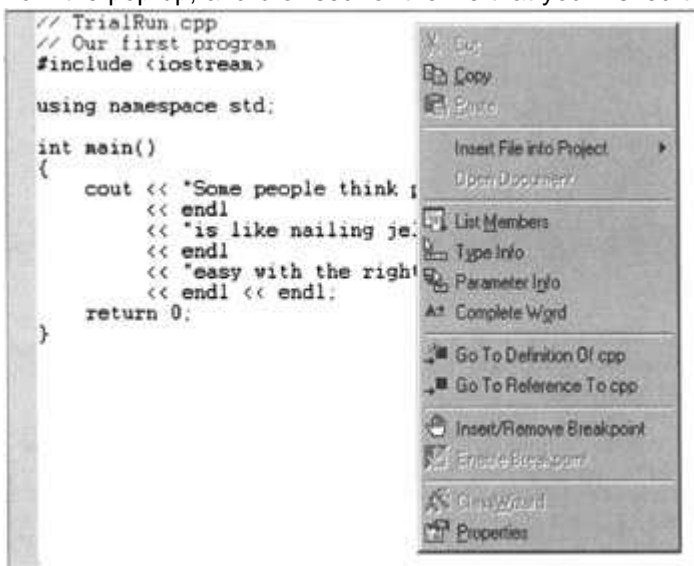 // TrialRun.cpp
// Our first program
#include <iostream>
using namespace std;
int main()
{
cout << "Some people think
<< endl
<< "is like nailing
<< endl
<< "easy with the right
<< endl << endl;
return 0;
}
Cut
Copy
Paste
Insert File into Project
Open Document
List Members
Type Info
Parameter Info
Complete Word
Go To Definition Of cpp
Go To Reference To cpp
Insert/Remove Breakpoint
Enable Breakpoint
ClassWizard
Properties